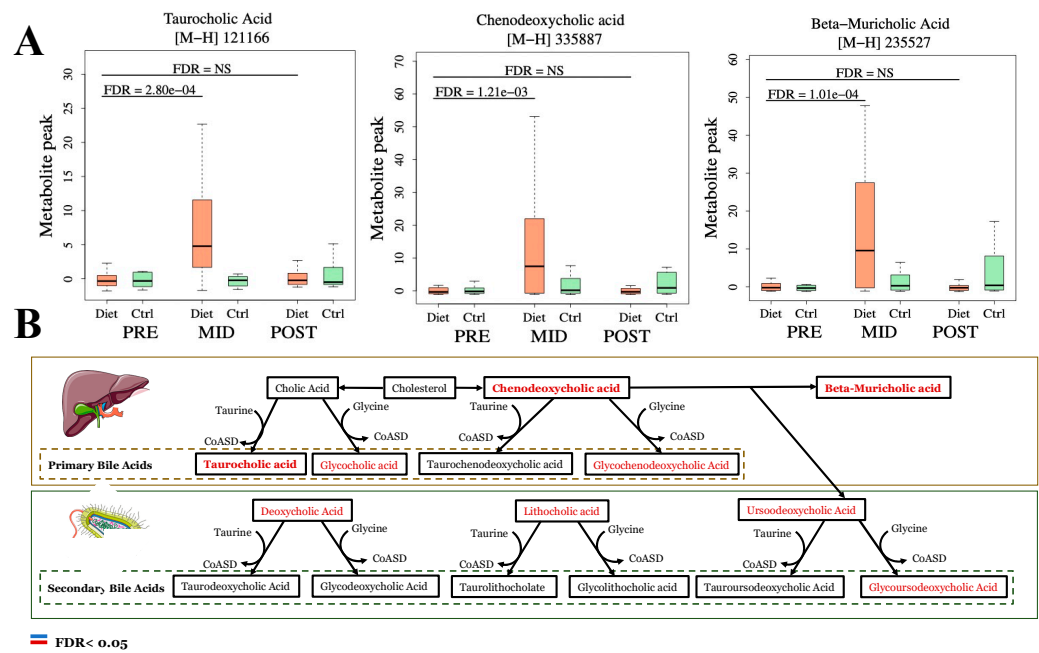 A
Taurocholic Acid
[M−H] 121166
Chenodeoxycholic acid
[M−H] 335887
Beta−Muricholic Acid
[M−H] 235527
Metabolite peak
30
25
20
15
10
5
0
FDR = NS
FDR = 2.80e−04
Diet Ctrl Diet Ctrl Diet Ctrl
PRE MID POST
Metabolite peak
70
60
50
40
30
20
10
0
FDR = NS
FDR = 1.21e−03
Diet Ctrl Diet Ctrl Diet Ctrl
PRE MID POST
Metabolite peak
60
50
40
30
20
10
0
FDR = NS
FDR = 1.01e−04
Diet Ctrl Diet Ctrl Diet Ctrl
PRE MID POST
B
Cholic Acid
Cholesterol
Chenodeoxycholic acid
Beta-Muricholic acid
Taurine
Glycine
Taurine
Glycine
CoASD
CoASD
CoASD
CoASD
Primary Bile Acids
Taurocholic acid
Glycocholic acid
Taurochenodeoxycholic acid
Glycochenodeoxycholic Acid
Deoxycholic Acid
Lithocholic acid
Ursoodeoxycholic Acid
Taurine
Glycine
Taurine
Glycine
Taurine
Glycine
CoASD
CoASD
CoASD
CoASD
CoASD
CoASD
Secondary Bile Acids
Taurodeoxycholic Acid
Glycodeoxycholic Acid
Taurolithocholate
Glycolithocholic acid
Tauroursodeoxycholic Acid
Glycoursodeoxycholic Acid
FDR< 0.05